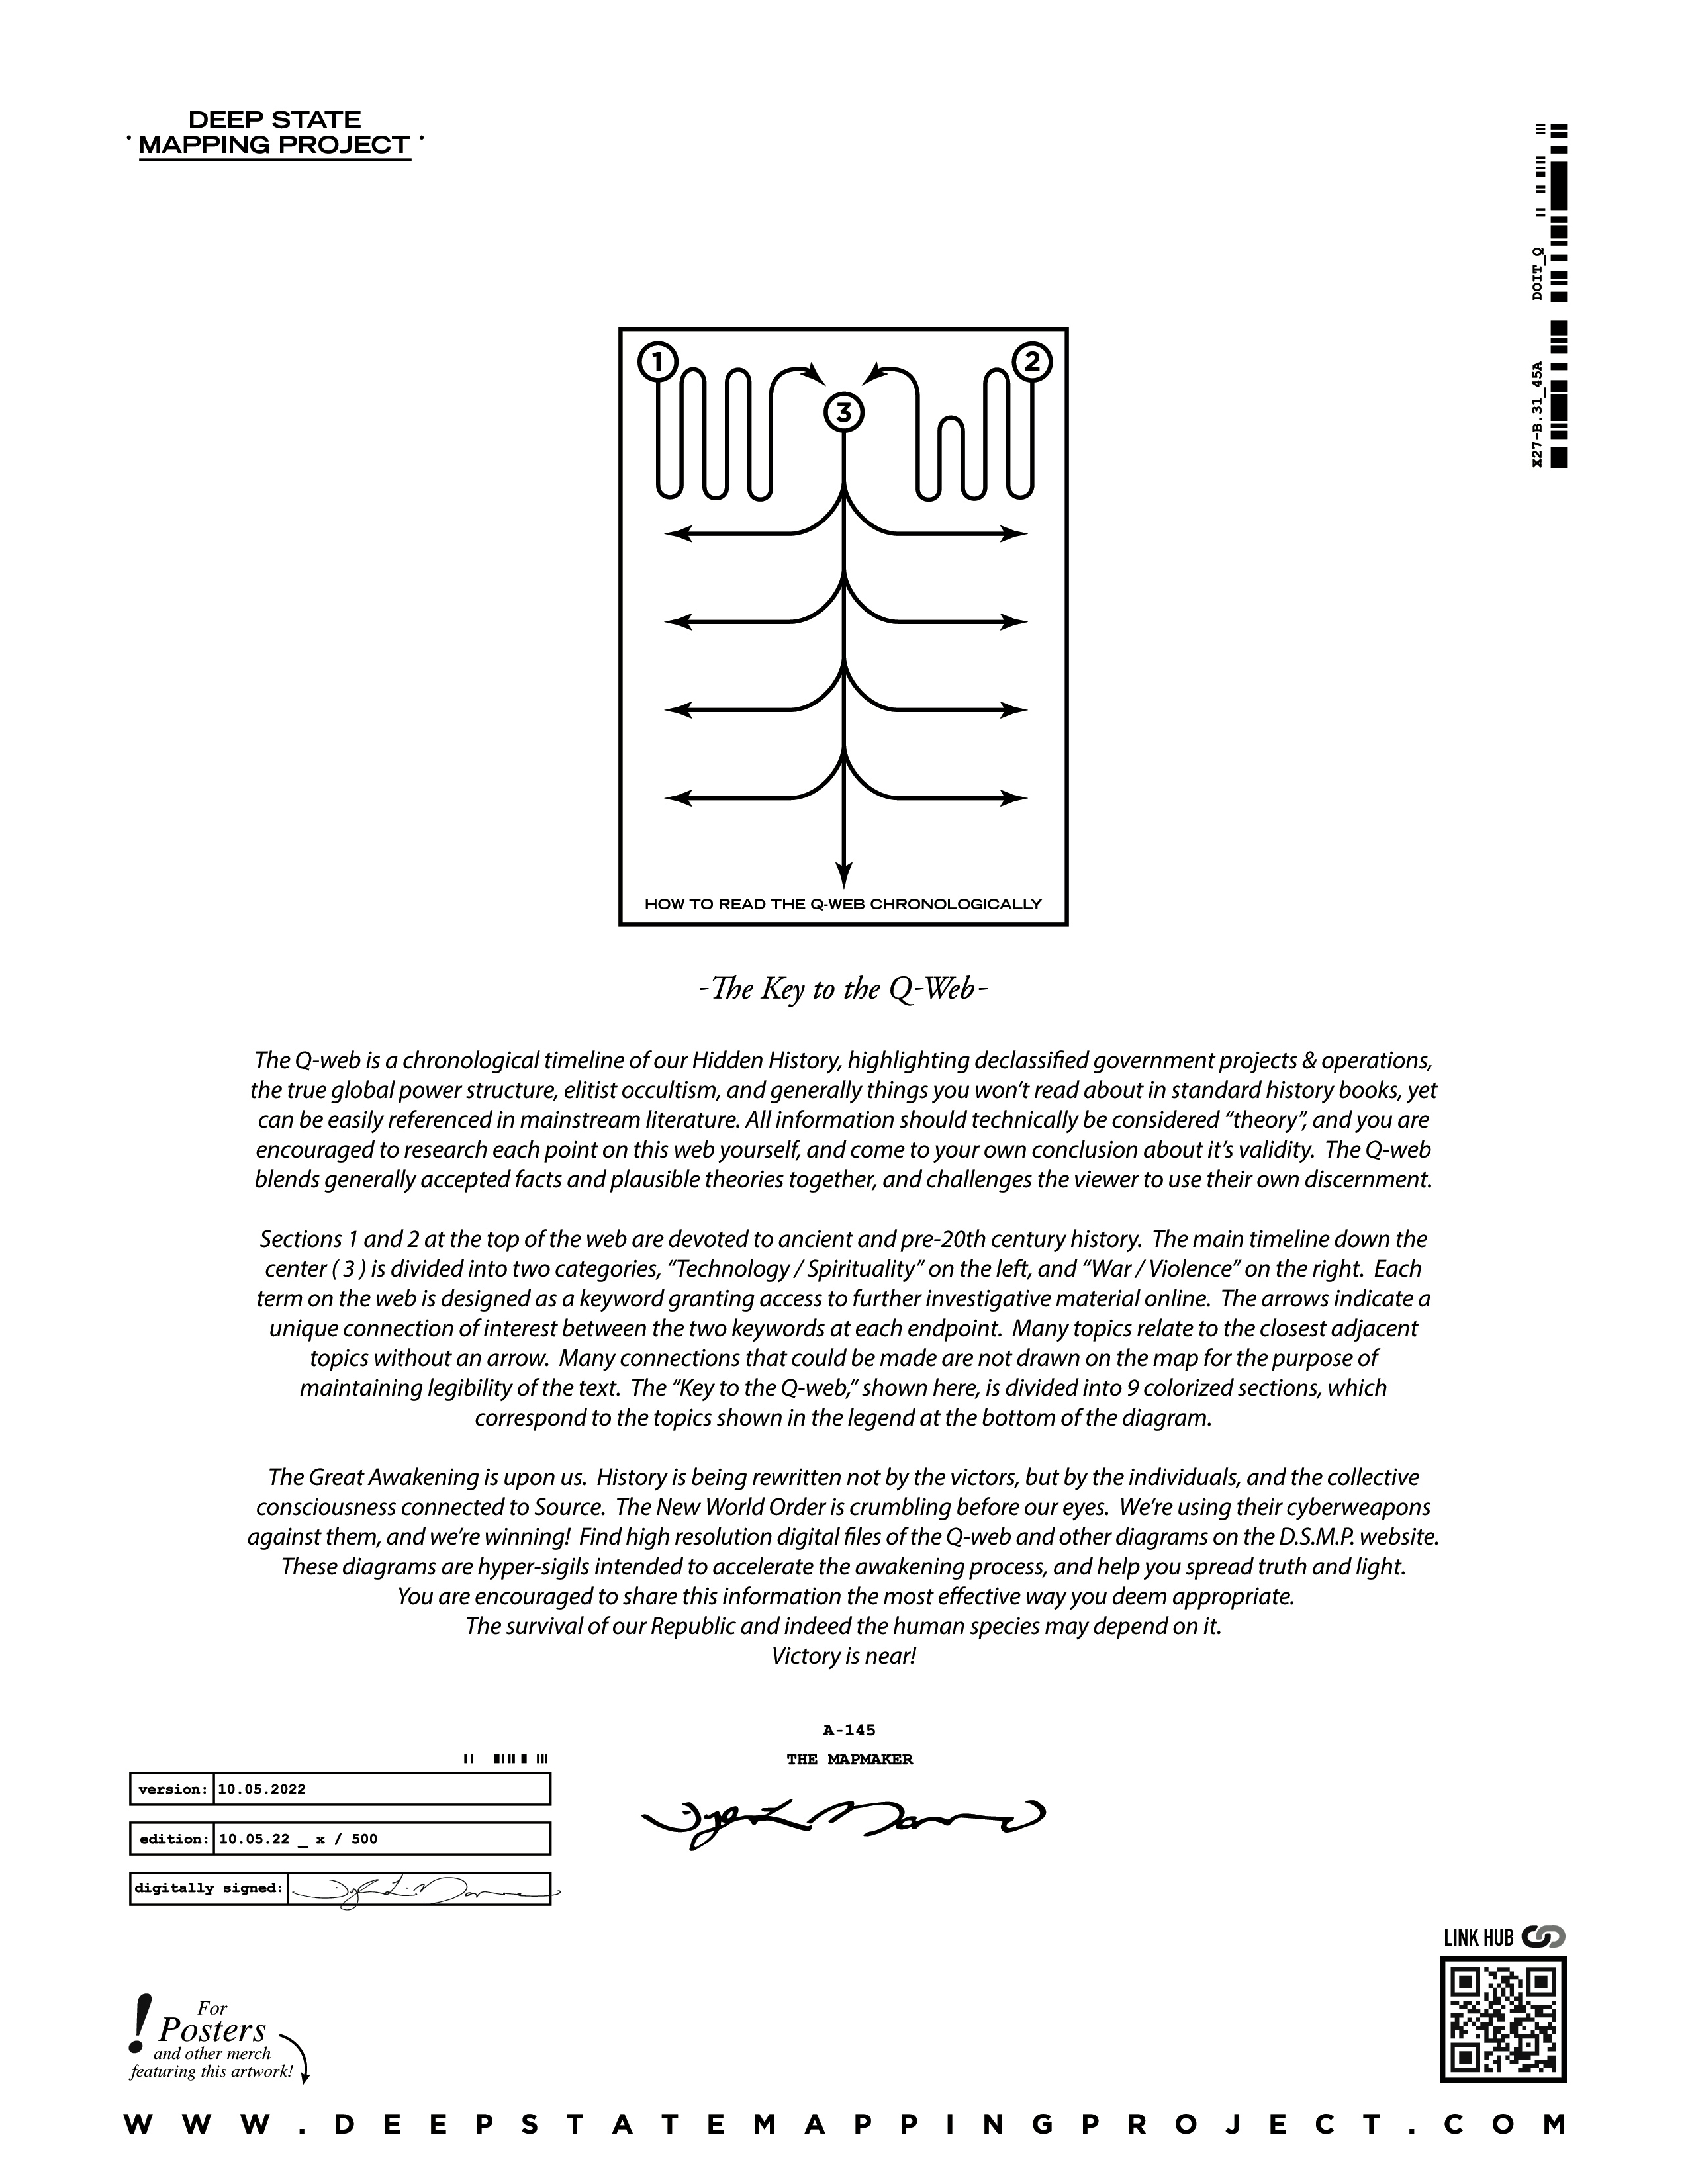 DEEP STATE
· MAPPING PROJECT ·
DOIT_Q
X27-B.31_45A
1
2
3
HOW TO READ THE Q-WEB CHRONOLOGICALLY
-The Key to the Q-Web-
The Q-web is a chronological timeline of our Hidden History, highlighting declassified government projects & operations,
the true global power structure, elitist occultism, and generally things you won't read about in standard history books, yet
can be easily referenced in mainstream literature. All information should technically be considered “theory”, and you are
encouraged to research each point on this web yourself, and come to your own conclusion about it's validity.  The Q-web
blends generally accepted facts and plausible theories together, and challenges the viewer to use their own discernment.
Sections 1 and 2 at the top of the web are devoted to ancient and pre-20th century history.  The main timeline down the
center ( 3 ) is divided into two categories, “Technology / Spirituality” on the left, and “War / Violence” on the right.  Each
term on the web is designed as a keyword granting access to further investigative material online.  The arrows indicate a
unique connection of interest between the two keywords at each endpoint.  Many topics relate to the closest adjacent
topics without an arrow.  Many connections that could be made are not drawn on the map for the purpose of
maintaining legibility of the text.  The “Key to the Q-web,” shown here, is divided into 9 colorized sections, which
correspond to the topics shown in the legend at the bottom of the diagram.
The Great Awakening is upon us.  History is being rewritten not by the victors, but by the individuals, and the collective
consciousness connected to Source.  The New World Order is crumbling before our eyes.  We're using their cyberweapons
against them, and we're winning!  Find high resolution digital files of the Q-web and other diagrams on the D.S.M.P. website.
These diagrams are hyper-sigils intended to accelerate the awakening process, and help you spread truth and light.
You are encouraged to share this information the most effective way you deem appropriate.
The survival of our Republic and indeed the human species may depend on it.
Victory is near!
A-145
THE MAPMAKER
version: 10.05.2022
edition: 10.05.22 _ x / 500
digitally signed:
LINK HUB
! For
Posters
and other merch
featuring this artwork!
WWW.DEEPSTATEMAPPINGPROJECT.COM